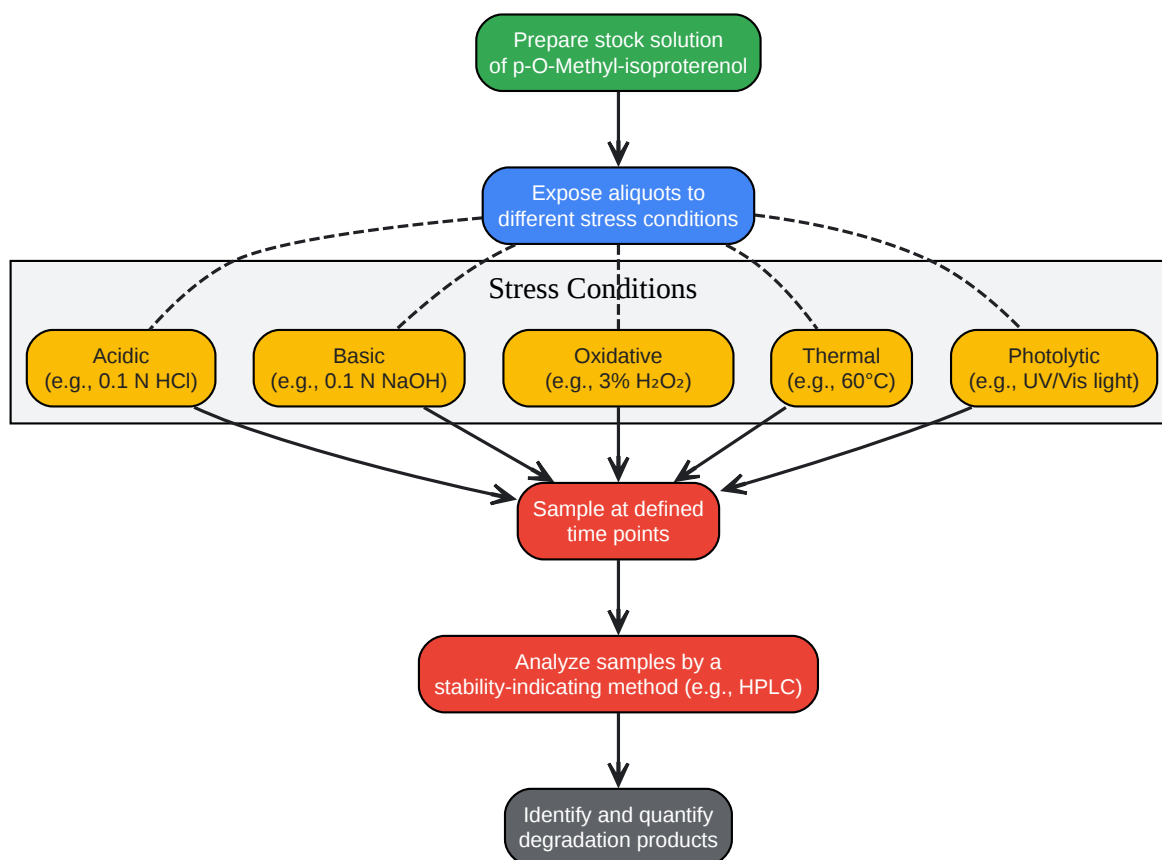 Prepare stock solution
of p-O-Methyl-isoproterenol
Expose aliquots to
different stress conditions
Stress Conditions
Acidic
(e.g., 0.1 N HCl)
Basic
(e.g., 0.1 N NaOH)
Oxidative
(e.g., 3% H₂O₂)
Thermal
(e.g., 60°C)
Photolytic
(e.g., UV/Vis light)
Sample at defined
time points
Analyze samples by a
stability-indicating method (e.g., HPLC)
Identify and quantify
degradation products